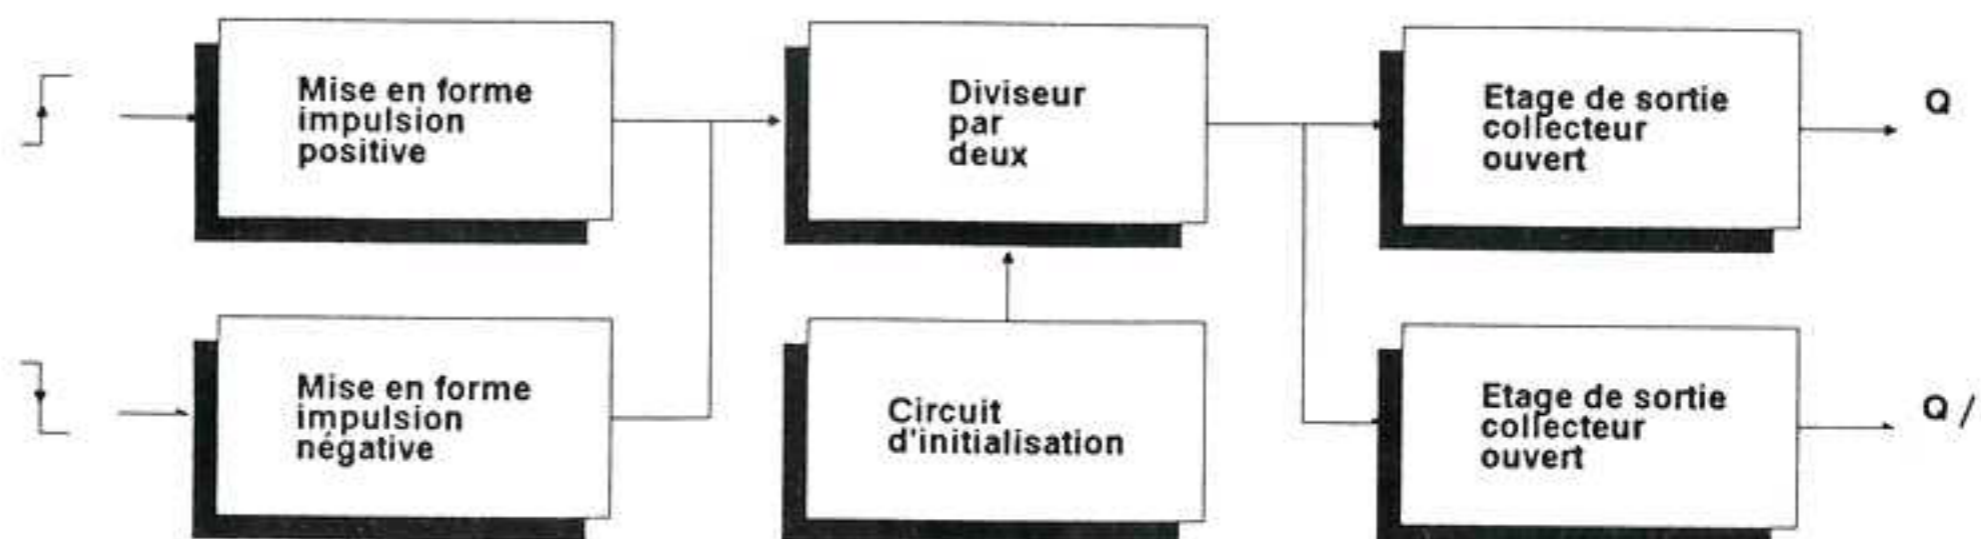 Mise en forme
impulsion
positive
Diviseur
par
deux
Etage de sortie
collecteur
ouvert
Q
Mise en forme
impulsion
négative
Circuit
d'initialisation
Etage de sortie
collecteur
ouvert
Q /